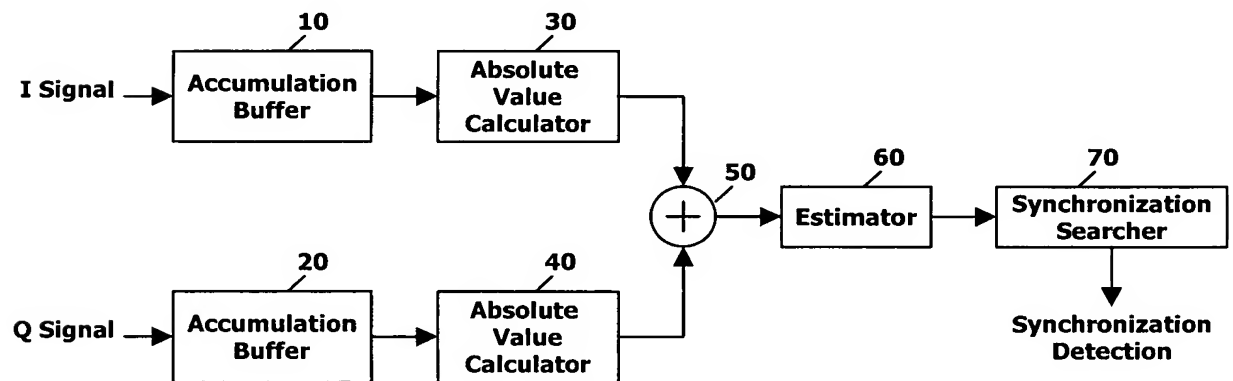 10
30
I Signal
Accumulation
Buffer
Absolute
Value
Calculator
50
60
70
+
Estimator
Synchronization
Searcher
20
40
Q Signal
Accumulation
Buffer
Absolute
Value
Calculator
Synchronization
Detection